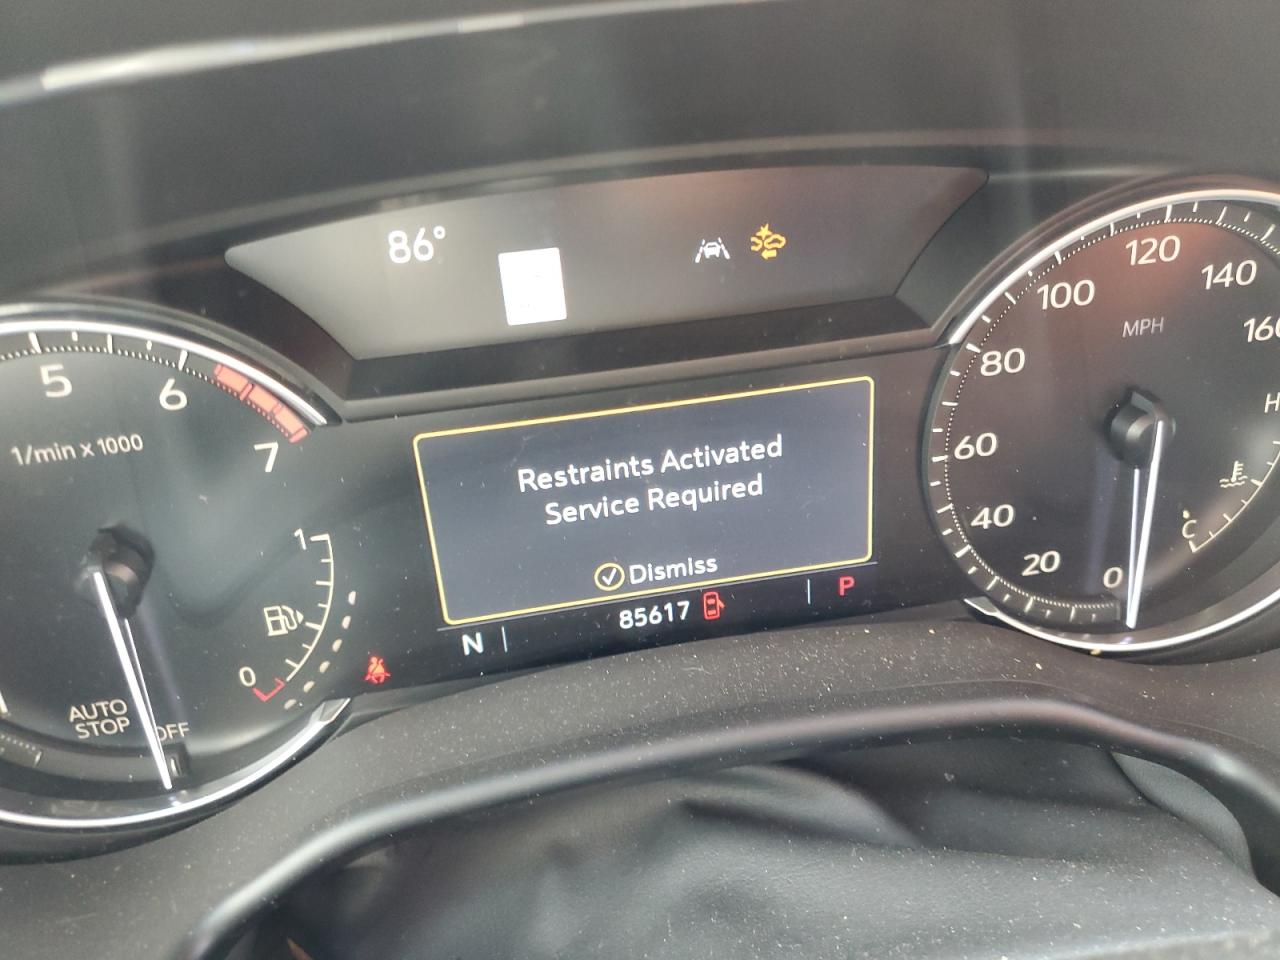 86°
5
6
7
1/min x 1000
1
0
AUTO
STOP
OFF
Restraints Activated
Service Required
Dismiss
85617
N
P
120
140
100
160
MPH
80
60
40
20
0
H
C